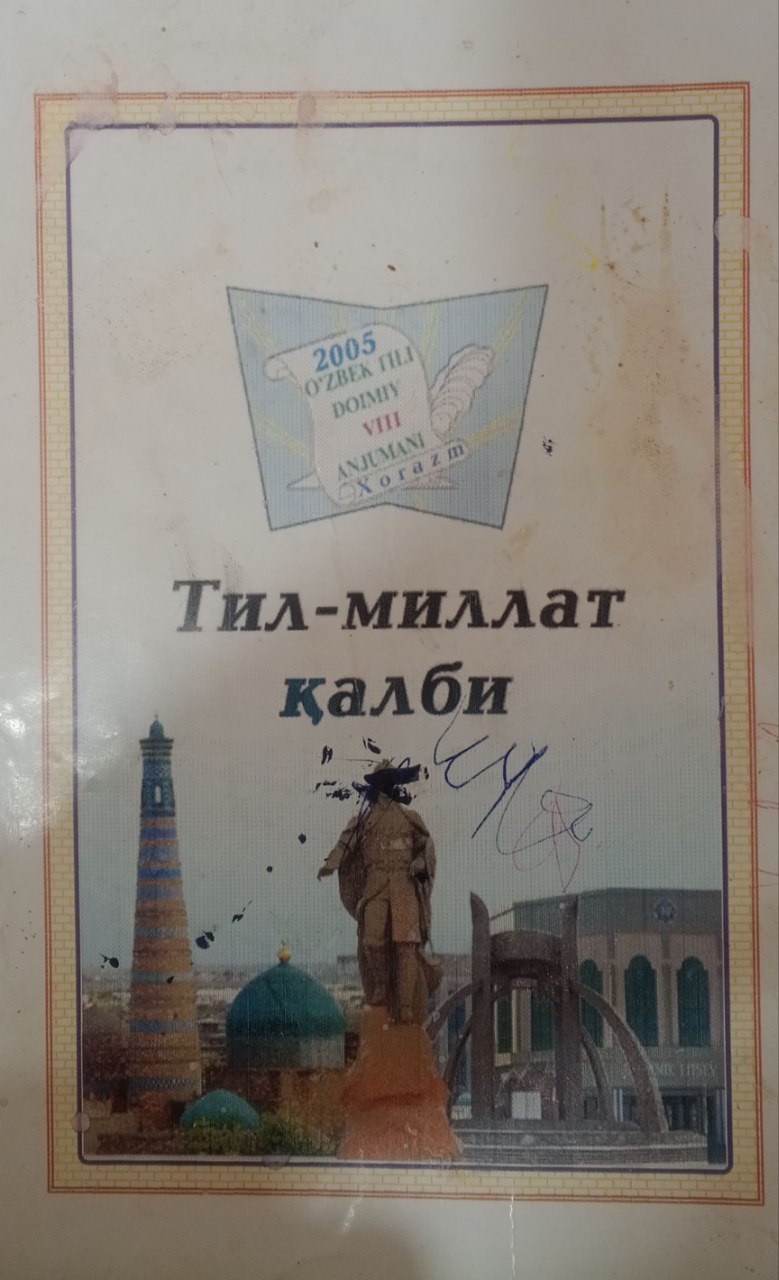 2005
O'ZBEK TILI
DOIMIY
VIII
ANJUMANI
Xorazm
Тил-миллат
қалби